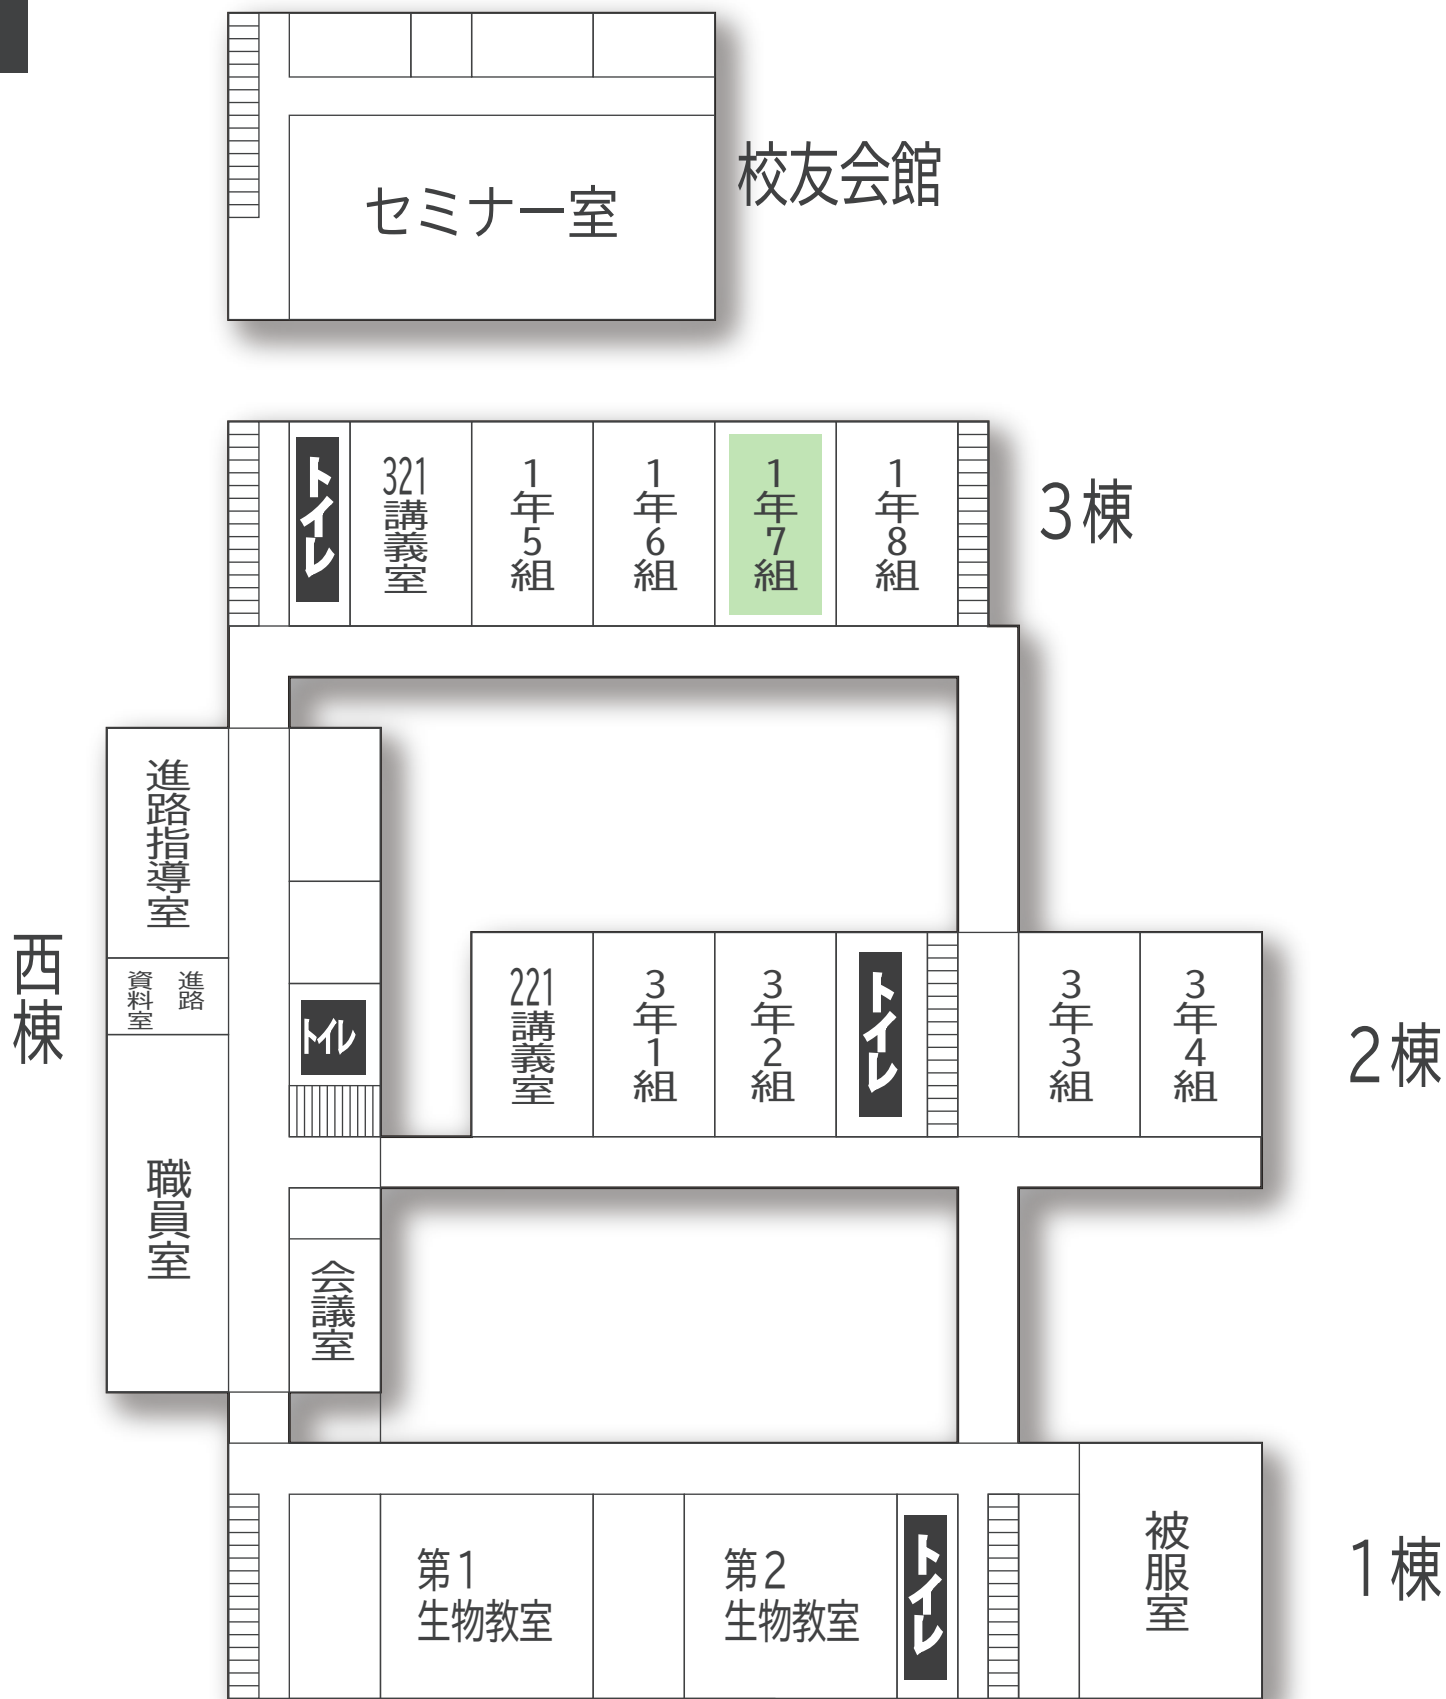 セミナー室
校友会館
トイレ
321講義室
1年5組
1年6組
1年7組
1年8組
3棟
進路指導室
進路
資料室
職員室
西棟
トイレ
会議室
221講義室
3年1組
3年2組
トイレ
3年3組
3年4組
2棟
第1
生物教室
第2
生物教室
トイレ
被服室
1棟